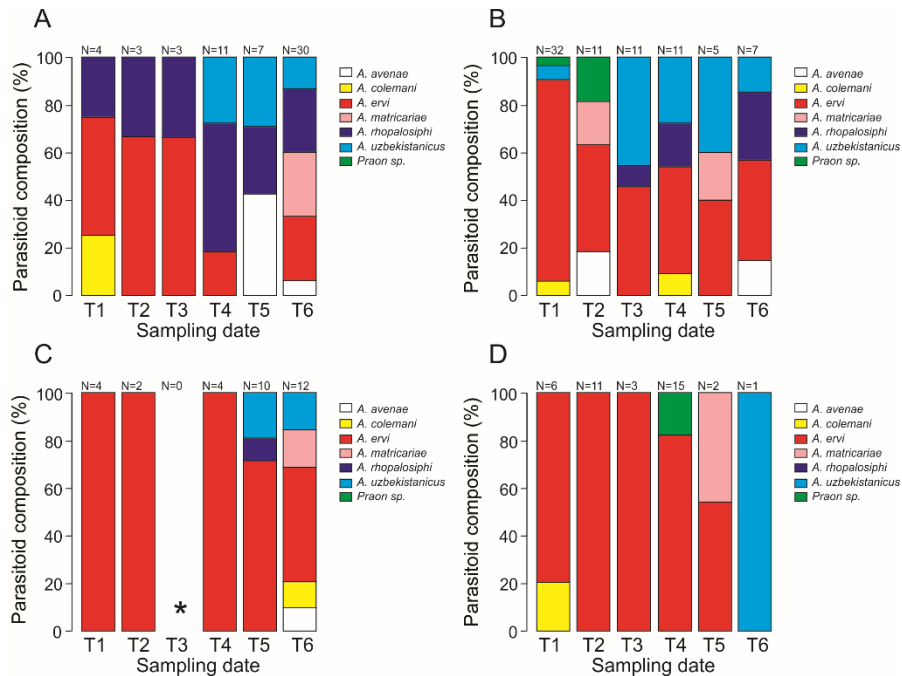 A
N=4 N=3 N=3 N=11 N=7 N=30
100
80
60
40
20
0
Parasitoid composition (%)
T1 T2 T3 T4 T5 T6
Sampling date
A. avenae
A. colemani
A. ervi
A. matricariae
A. rhopalosiphi
A. uzbekistanicus
Praon sp.
B
N=32 N=11 N=11 N=11 N=5 N=7
100
80
60
40
20
0
Parasitoid composition (%)
T1 T2 T3 T4 T5 T6
Sampling date
A. avenae
A. colemani
A. ervi
A. matricariae
A. rhopalosiphi
A. uzbekistanicus
Praon sp.
C
N=4 N=2 N=0 N=4 N=10 N=12
100
80
60
40
20
0
Parasitoid composition (%)
*
T1 T2 T3 T4 T5 T6
Sampling date
A. avenae
A. colemani
A. ervi
A. matricariae
A. rhopalosiphi
A. uzbekistanicus
Praon sp.
D
N=6 N=11 N=3 N=15 N=2 N=1
100
80
60
40
20
0
Parasitoid composition (%)
T1 T2 T3 T4 T5 T6
Sampling date
A. avenae
A. colemani
A. ervi
A. matricariae
A. rhopalosiphi
A. uzbekistanicus
Praon sp.